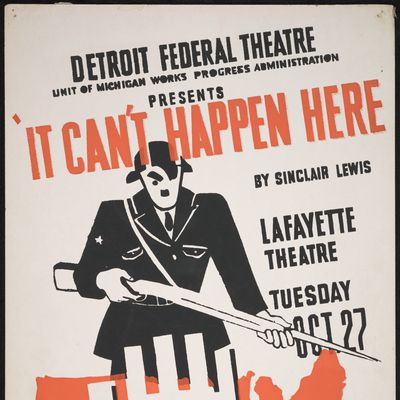 DETROIT FEDERAL THEATRE
UNIT OF MICHIGAN WORKS PROGRESS ADMINISTRATION
PRESENTS
'IT CAN'T HAPPEN HERE
BY SINCLAIR LEWIS
LAFAYETTE
THEATRE
TUESDAY
OCT 27